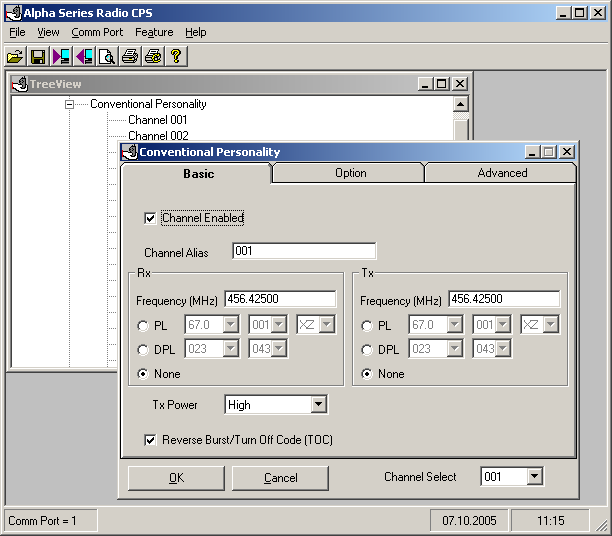 Alpha Series Radio CPS
File View Comm Port Feature Help
TreeView
Conventional Personality
Channel 001
Channel 002
Conventional Personality
Basic Option Advanced
Channel Enabled
Channel Alias 001
Rx Tx
Frequency (MHz) 456.42500 Frequency (MHz) 456.42500
PL 67.0 001 XZ PL 67.0 001 XZ
DPL 023 043 DPL 023 043
None None
Tx Power High
Reverse Burst/Turn Off Code (TOC)
OK Cancel Channel Select 001
Comm Port = 1 07.10.2005 11:15